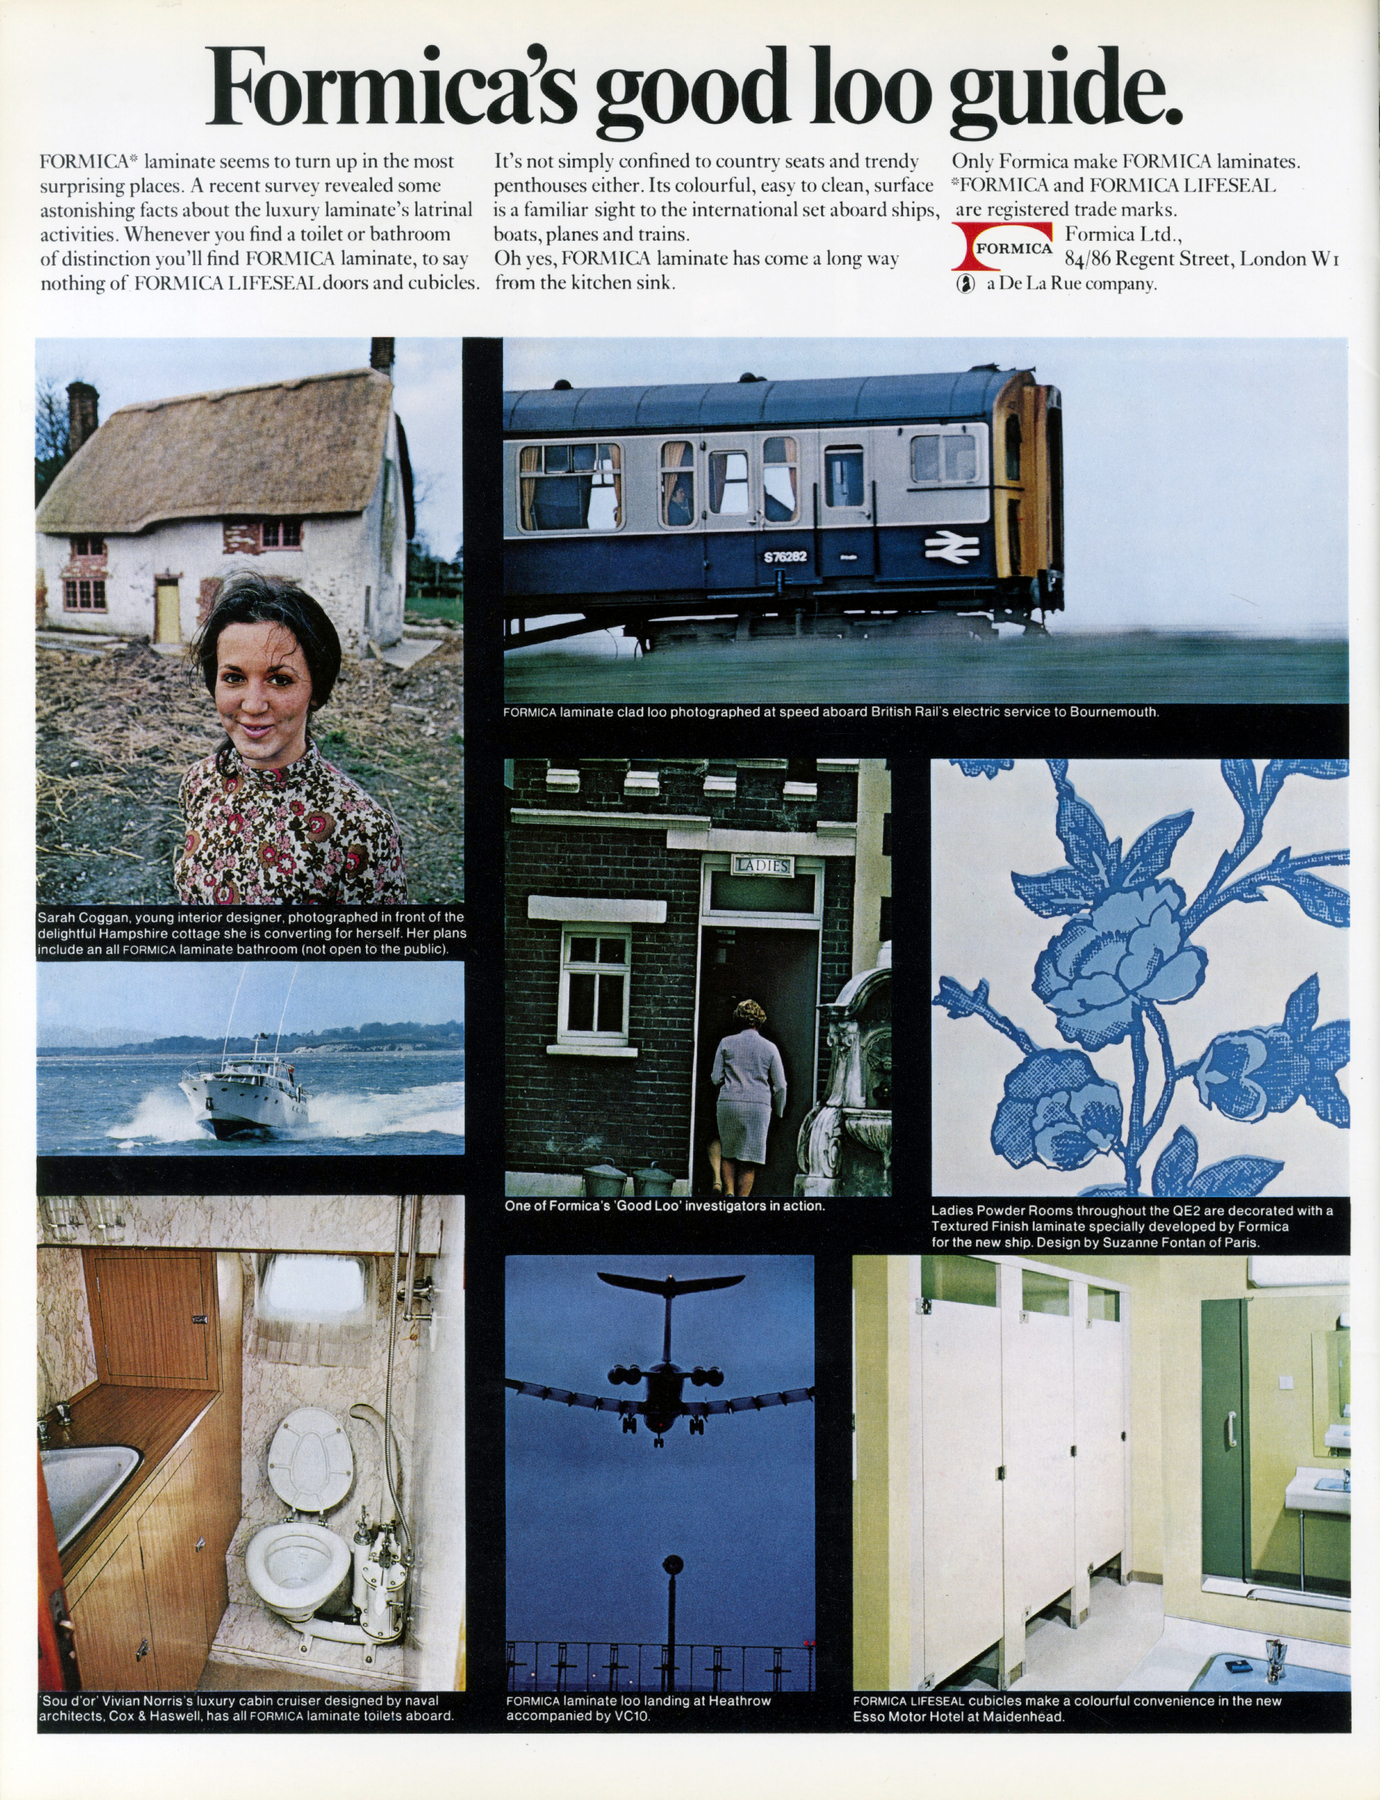 Formica's good loo guide.
FORMICA* laminate seems to turn up in the most
surprising places. A recent survey revealed some
astonishing facts about the luxury laminate's latrinal
activities. Whenever you find a toilet or bathroom
of distinction you'll find FORMICA laminate, to say
nothing of FORMICA LIFESEAL doors and cubicles.
It's not simply confined to country seats and trendy
penthouses either. Its colourful, easy to clean, surface
is a familiar sight to the international set aboard ships,
boats, planes and trains.
Oh yes, FORMICA laminate has come a long way
from the kitchen sink.
Only Formica make FORMICA laminates.
*FORMICA and FORMICA LIFESEAL
are registered trade marks.
FORMICA
Formica Ltd.,
84/86 Regent Street, London W1
a De La Rue company.
S76282
FORMICA laminate clad loo photographed at speed aboard British Rail's electric service to Bournemouth.
Sarah Coggan, young interior designer, photographed in front of the
delightful Hampshire cottage she is converting for herself. Her plans
include an all FORMICA laminate bathroom (not open to the public).
LADIES
One of Formica's 'Good Loo' investigators in action.
Ladies Powder Rooms throughout the QE2 are decorated with a
Textured Finish laminate specially developed by Formica
for the new ship. Design by Suzanne Fontan of Paris.
'Sou d'or' Vivian Norris's luxury cabin cruiser designed by naval
architects, Cox & Haswell, has all FORMICA laminate toilets aboard.
FORMICA laminate loo landing at Heathrow
accompanied by VC10.
FORMICA LIFESEAL cubicles make a colourful convenience in the new
Esso Motor Hotel at Maidenhead.